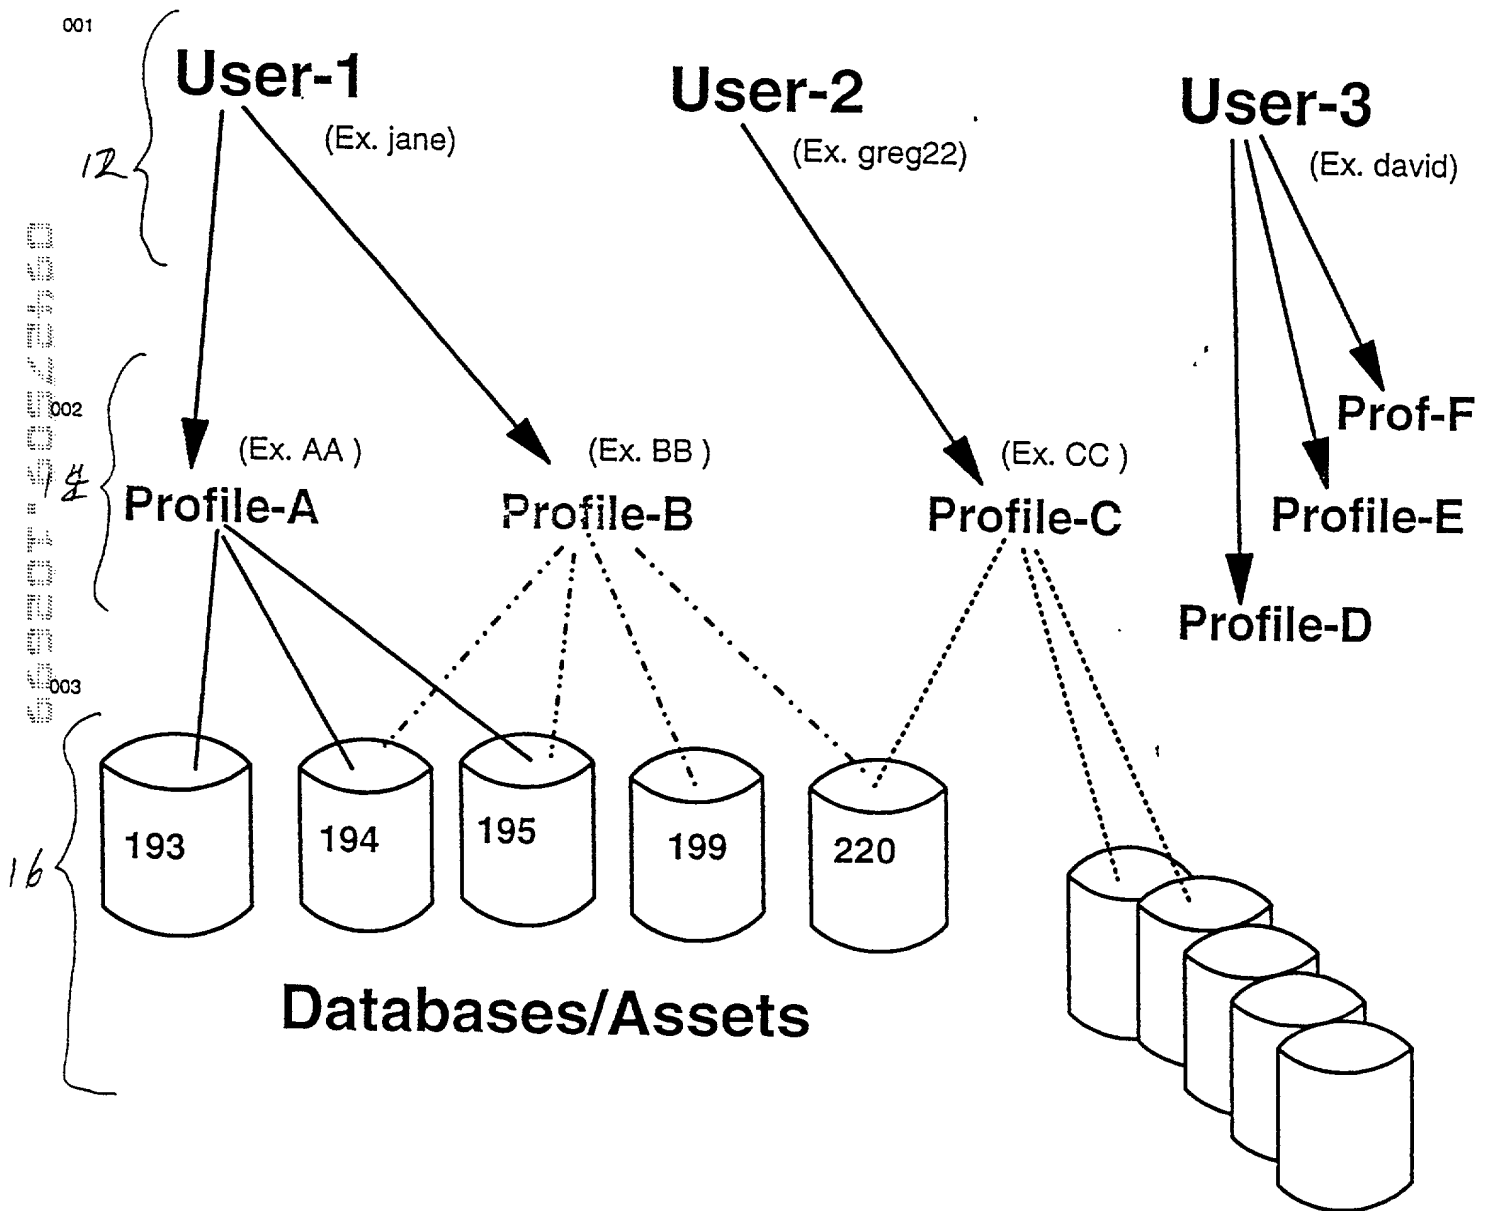 001
User-1
User-2
User-3
(Ex. jane)
(Ex. greg22)
(Ex. david)
12
002
Prof-F
(Ex. AA )
(Ex. BB )
(Ex. CC )
14
Profile-A
Profile-B
Profile-C
Profile-E
Profile-D
003
193
194
195
199
220
16
Databases/Assets